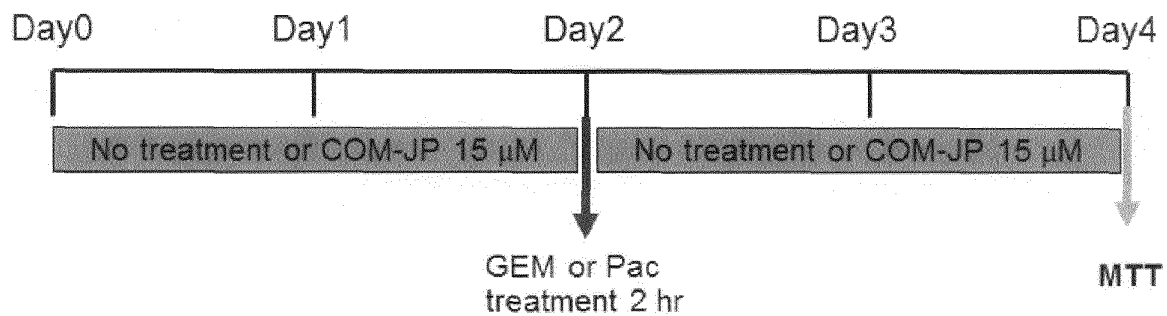 Day0 Day1 Day2 Day3 Day4
No treatment or COM-JP 15 μM No treatment or COM-JP 15 μM
GEM or Pac
treatment 2 hr
MTT